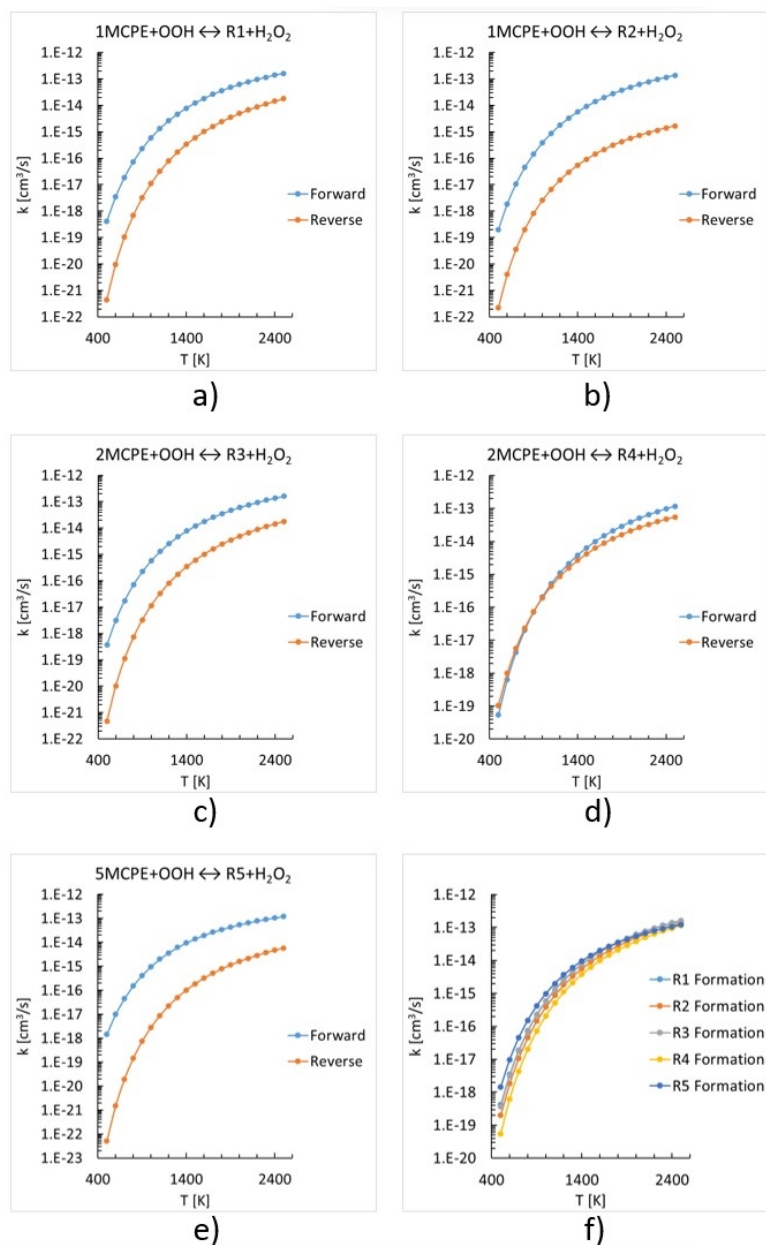 1MCPE+OOH ↔ R1+H₂O₂
1.E-12
1.E-13
1.E-14
1.E-15
1.E-16
1.E-17
1.E-18
1.E-19
1.E-20
1.E-21
1.E-22
k [cm³/s]
400
1400
2400
T [K]
Forward
Reverse
a)
1MCPE+OOH ↔ R2+H₂O₂
1.E-12
1.E-13
1.E-14
1.E-15
1.E-16
1.E-17
1.E-18
1.E-19
1.E-20
1.E-21
1.E-22
k [cm³/s]
400
1400
2400
T [K]
Forward
Reverse
b)
2MCPE+OOH ↔ R3+H₂O₂
1.E-12
1.E-13
1.E-14
1.E-15
1.E-16
1.E-17
1.E-18
1.E-19
1.E-20
1.E-21
1.E-22
k [cm³/s]
400
1400
2400
T [K]
Forward
Reverse
c)
2MCPE+OOH ↔ R4+H₂O₂
1.E-12
1.E-13
1.E-14
1.E-15
1.E-16
1.E-17
1.E-18
1.E-19
1.E-20
k [cm³/s]
400
1400
2400
T [K]
Forward
Reverse
d)
5MCPE+OOH ↔ R5+H₂O₂
1.E-12
1.E-13
1.E-14
1.E-15
1.E-16
1.E-17
1.E-18
1.E-19
1.E-20
1.E-21
1.E-22
1.E-23
k [cm³/s]
400
1400
2400
T [K]
Forward
Reverse
e)
1.E-12
1.E-13
1.E-14
1.E-15
1.E-16
1.E-17
1.E-18
1.E-19
1.E-20
k [cm³/s]
400
1400
2400
T [K]
R1 Formation
R2 Formation
R3 Formation
R4 Formation
R5 Formation
f)